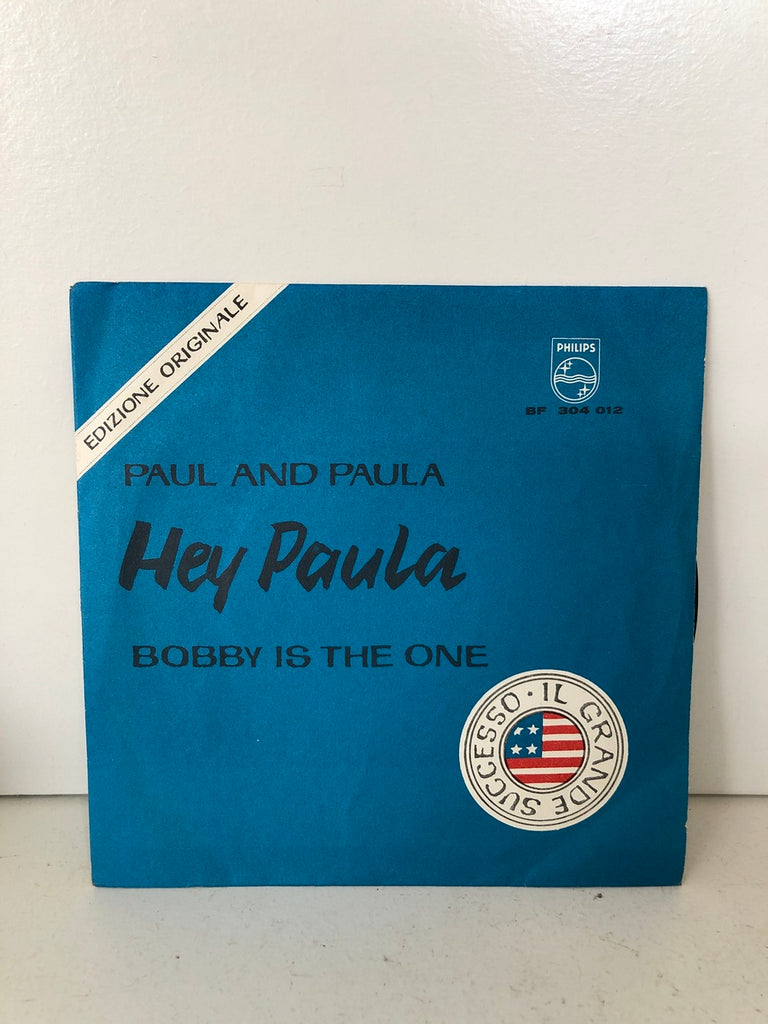 EDIZIONE ORIGINALE
PHILIPS
BF 304 012
PAUL AND PAULA
Hey Paula
BOBBY IS THE ONE
IL GRANDE SUCCESSO ·